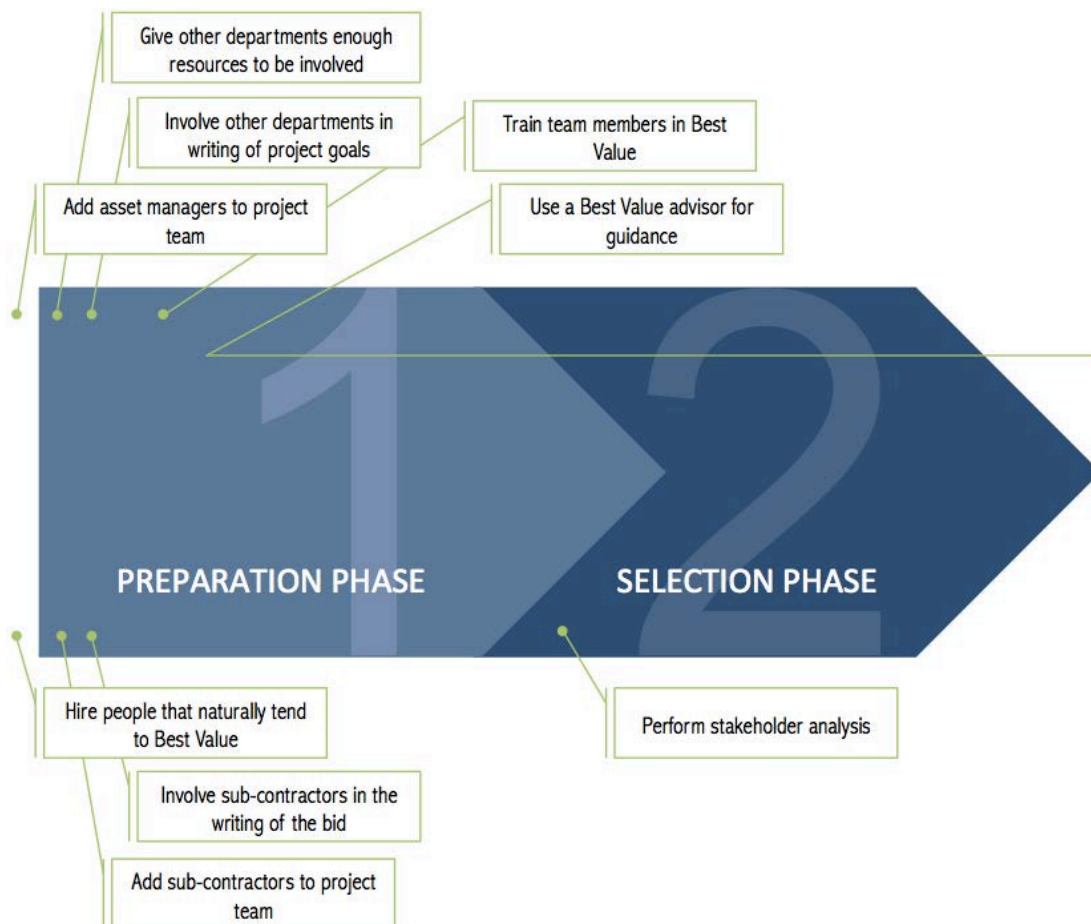 Give other departments enough
resources to be involved
Involve other departments in
writing of project goals
Train team members in Best
Value
Add asset managers to project
team
Use a Best Value advisor for
guidance
1
2
PREPARATION PHASE
SELECTION PHASE
Hire people that naturally tend
to Best Value
Perform stakeholder analysis
Involve sub-contractors in the
writing of the bid
Add sub-contractors to project
team